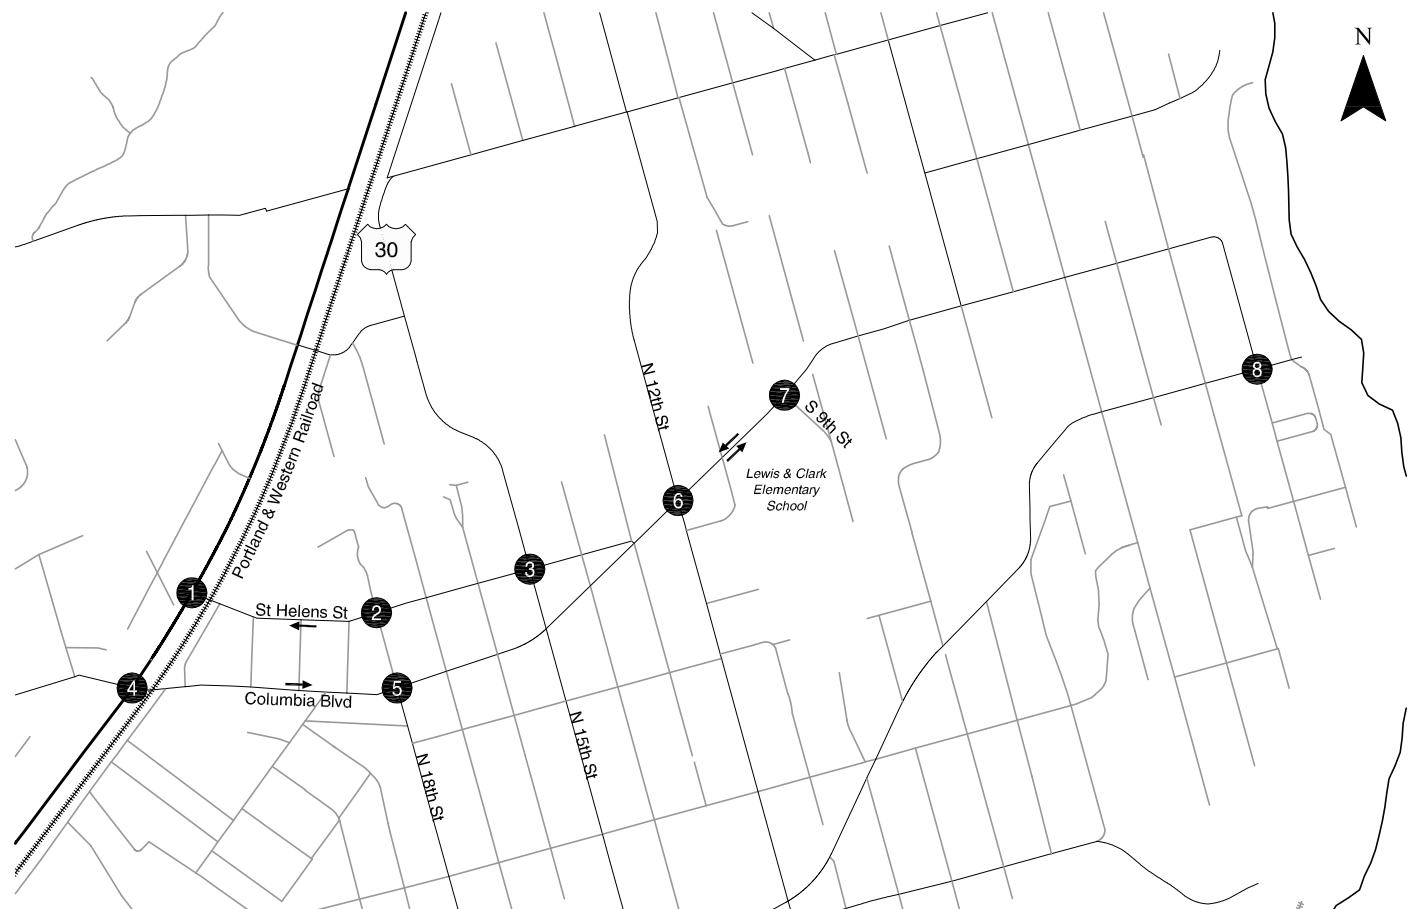 N
30
N 12th St
Portland & Western Railroad
7
8
S 9th St
Lewis & Clark
Elementary
School
6
3
1
St Helens St
2
4
Columbia Blvd
5
N 15th St
N 18th St